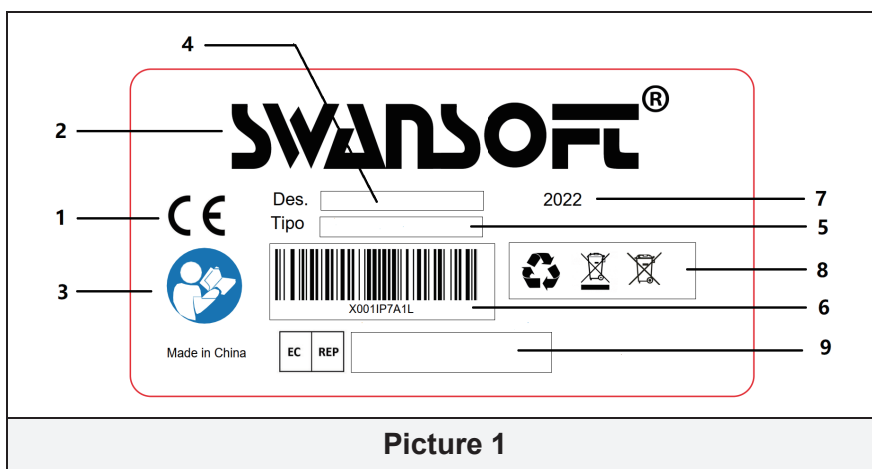 4
SWANSOFT®
2
Des.
2022
7
1
CE
Tipo
5
8
3
X001IP7A1L
6
Made in China
EC REP
9
Picture 1